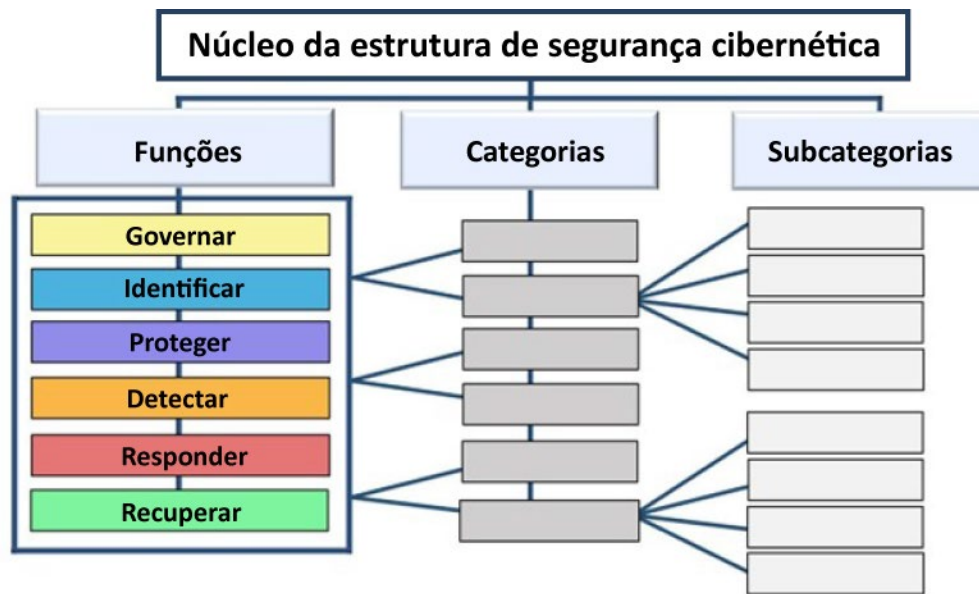 Núcleo da estrutura de segurança cibernética
Funções
Categorias
Subcategorias
Governar
Identificar
Proteger
Detectar
Responder
Recuperar